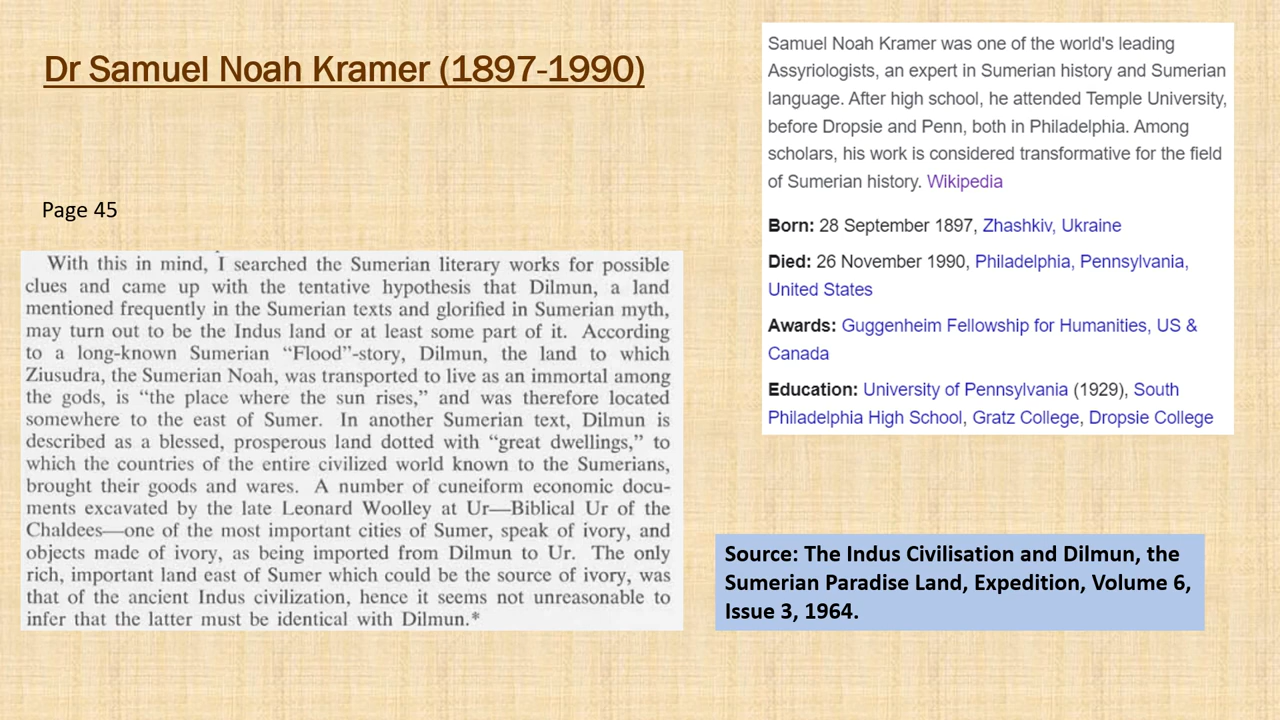 Dr Samuel Noah Kramer (1897-1990)
Page 45
With this in mind, I searched the Sumerian literary works for possible
clues and came up with the tentative hypothesis that Dilmun, a land
mentioned frequently in the Sumerian texts and glorified in Sumerian myth,
may turn out to be the Indus land or at least some part of it. According
to a long-known Sumerian “Flood”-story, Dilmun, the land to which
Ziusudra, the Sumerian Noah, was transported to live as an immortal among
the gods, is “the place where the sun rises,” and was therefore located
somewhere to the east of Sumer. In another Sumerian text, Dilmun is
described as a blessed, prosperous land dotted with “great dwellings,” to
which the countries of the entire civilized world known to the Sumerians,
brought their goods and wares. A number of cuneiform economic docu-
ments excavated by the late Leonard Woolley at Ur—Biblical Ur of the
Chaldees—one of the most important cities of Sumer, speak of ivory, and
objects made of ivory, as being imported from Dilmun to Ur. The only
rich, important land east of Sumer which could be the source of ivory, was
that of the ancient Indus civilization, hence it seems not unreasonable to
infer that the latter must be identical with Dilmun.*
Samuel Noah Kramer was one of the world's leading
Assyriologists, an expert in Sumerian history and Sumerian
language. After high school, he attended Temple University,
before Dropsie and Penn, both in Philadelphia. Among
scholars, his work is considered transformative for the field
of Sumerian history. Wikipedia
Born: 28 September 1897, Zhashkiv, Ukraine
Died: 26 November 1990, Philadelphia, Pennsylvania,
United States
Awards: Guggenheim Fellowship for Humanities, US &
Canada
Education: University of Pennsylvania (1929), South
Philadelphia High School, Gratz College, Dropsie College
Source: The Indus Civilisation and Dilmun, the
Sumerian Paradise Land, Expedition, Volume 6,
Issue 3, 1964.